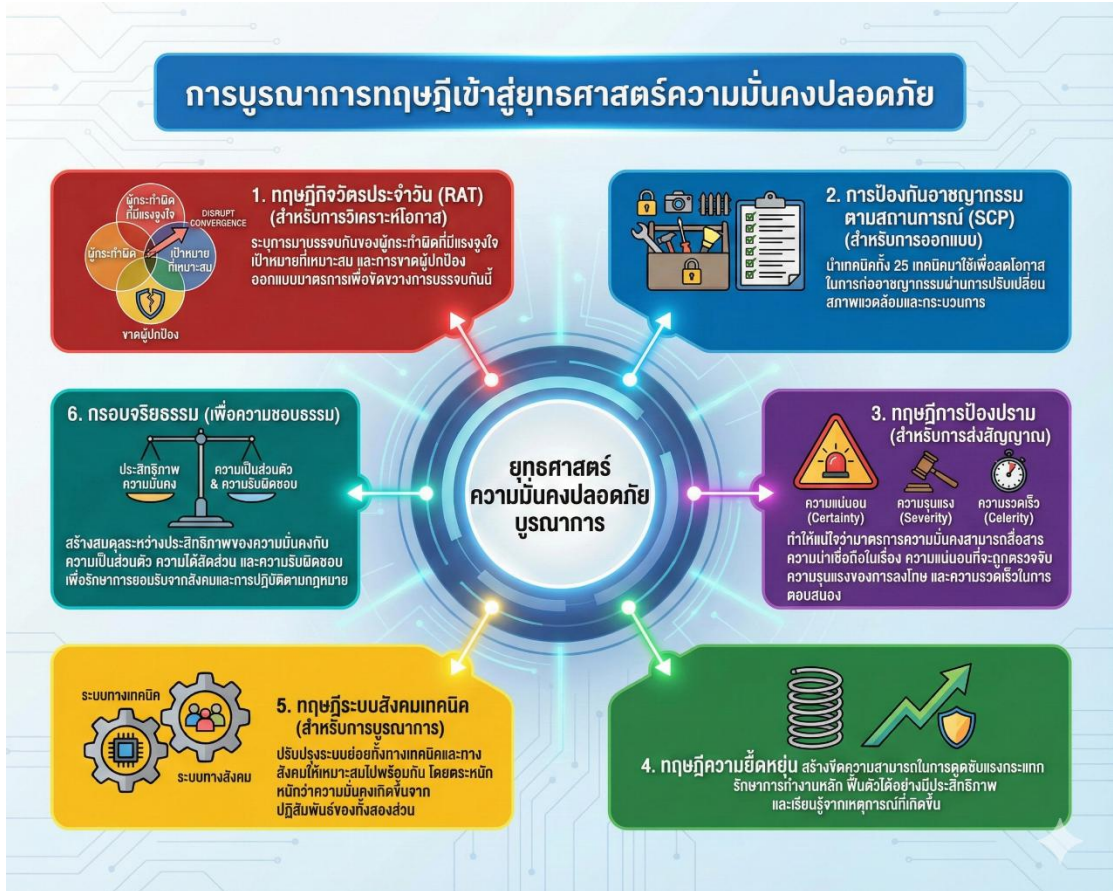 การบูรณาการทฤษฎีเข้าสู่ยุทธศาสตร์ความมั่นคงปลอดภัย
ผู้กระทำผิด
ที่มีแรงจูงใจ
DISRUPT
CONVERGENCE
ผู้กระทำผิด
เป้าหมาย
ที่เหมาะสม
ขาดผู้ปกป้อง
1. ทฤษฎีกิจวัตรประจำวัน (RAT)
(สำหรับการวิเคราะห์โอกาส)
ระบุการมาบรรจบกันของผู้กระทำผิดที่มีแรงจูงใจ
เป้าหมายที่เหมาะสม และการขาดผู้ปกป้อง
ออกแบบมาตรการเพื่อขัดขวางการบรรจบกันนี้
2. การป้องกันอาชญากรรม
ตามสถานการณ์ (SCP)
(สำหรับการออกแบบ)
นำเทคนิคทั้ง 25 เทคนิคมาใช้เพื่อลดโอกาส
ในการก่ออาชญากรรมผ่านการปรับเปลี่ยน
สภาพแวดล้อมและกระบวนการ
6. กรอบจริยธรรม (เพื่อความชอบธรรม)
ประสิทธิภาพ
ความมั่นคง
ความเป็นส่วนตัว
& ความรับผิดชอบ
สร้างสมดุลระหว่างประสิทธิภาพของความมั่นคงกับ
ความเป็นส่วนตัว ความได้สัดส่วน และความรับผิดชอบ
เพื่อรักษาการยอมรับจากสังคมและการปฏิบัติตามกฎหมาย
ยุทธศาสตร์
ความมั่นคงปลอดภัย
บูรณาการ
3. ทฤษฎีการป้องปราม
(สำหรับการส่งสัญญาณ)
ความแน่นอน
(Certainty)
ความรุนแรง
(Severity)
ความรวดเร็ว
(Celerity)
ทำให้แน่ใจว่ามาตรการความมั่นคงสามารถสื่อสาร
ความน่าเชื่อถือในเรื่อง ความแน่นอนที่จะถูกตรวจจับ
ความรุนแรงของการลงโทษ และความรวดเร็วในการ
ตอบสนอง
ระบบทางเทคนิค
ระบบทางสังคม
5. ทฤษฎีระบบสังคมเทคนิค
(สำหรับการบูรณาการ)
ปรับปรุงระบบย่อยทั้งทางเทคนิคและทาง
สังคมให้เหมาะสมไปพร้อมกัน โดยตระหนัก
หนักว่าความมั่นคงเกิดขึ้นจาก
ปฏิสัมพันธ์ของทั้งสองส่วน
4. ทฤษฎีความยืดหยุ่น สร้างขีดความสามารถในการดูดซับแรงกระแทก
รักษาการทำงานหลัก ฟื้นตัวได้อย่างมีประสิทธิภาพ
และเรียนรู้จากเหตุการณ์ที่เกิดขึ้น